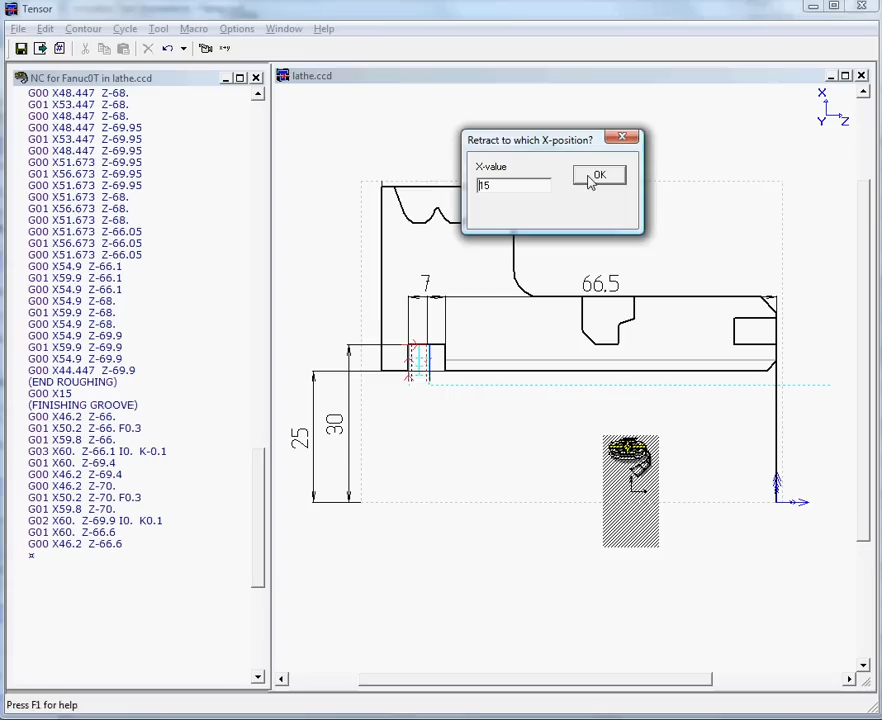 Tensor
File Edit Contour Cycle Tool Macro Options Window Help
NC for Fanuc0T in lathe.ccd
G00 X48.447 Z-68.
G01 X53.447 Z-68.
G00 X48.447 Z-68.
G00 X48.447 Z-69.95
G01 X53.447 Z-69.95
G00 X48.447 Z-69.95
G00 X51.673 Z-69.95
G01 X56.673 Z-69.95
G00 X51.673 Z-69.95
G00 X51.673 Z-68.
G01 X56.673 Z-68.
G00 X51.673 Z-68.
G00 X51.673 Z-66.05
G01 X56.673 Z-66.05
G00 X51.673 Z-66.05
G00 X54.9 Z-66.1
G01 X59.9 Z-66.1
G00 X54.9 Z-66.1
G00 X54.9 Z-68.
G01 X59.9 Z-68.
G00 X54.9 Z-68.
G00 X54.9 Z-69.9
G01 X59.9 Z-69.9
G00 X54.9 Z-69.9
G00 X44.447 Z-69.9
(END ROUGHING)
G00 X15
(FINISHING GROOVE)
G00 X46.2 Z-66.
G01 X50.2 Z-66. F0.3
G01 X59.8 Z-66.
G03 X60. Z-66.1 I0. K-0.1
G01 X60. Z-69.4
G00 X46.2 Z-69.4
G00 X46.2 Z-70.
G01 X50.2 Z-70. F0.3
G01 X59.8 Z-70.
G02 X60. Z-69.9 I0. K0.1
G01 X60. Z-66.6
G00 X46.2 Z-66.6
¤
lathe.ccd
X
Y Z
Retract to which X-position?
X-value
15
OK
7
66.5
25
30
Press F1 for help